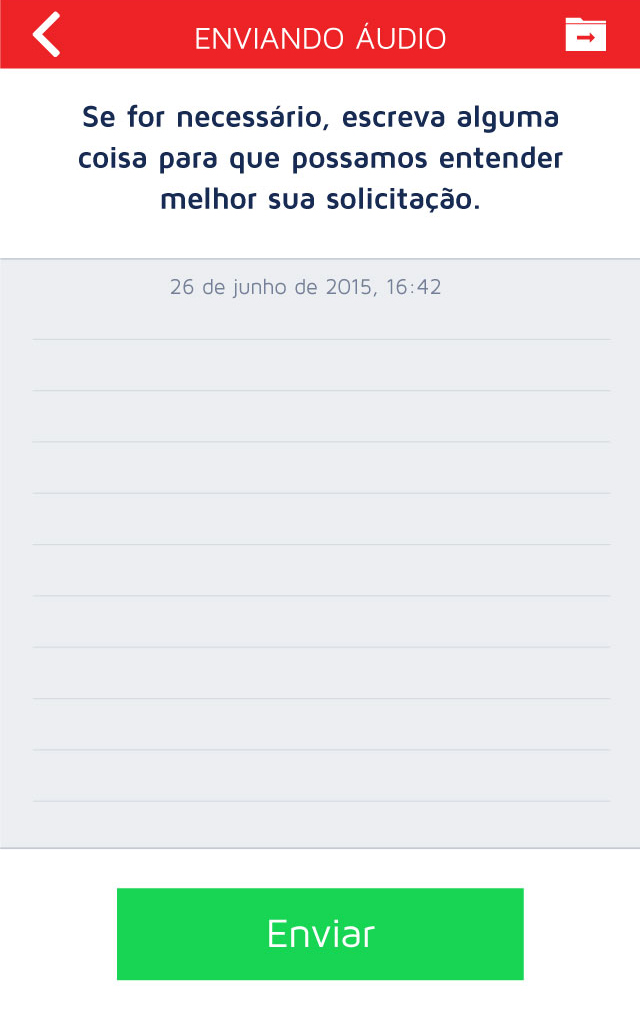 ENVIANDO ÁUDIO
Se for necessário, escreva alguma
coisa para que possamos entender
melhor sua solicitação.
26 de junho de 2015, 16:42
Enviar